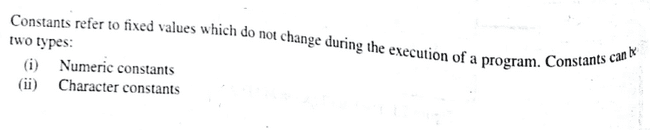 Constants refer to fixed values which do not change during the execution of a program. Constants can be
two types:
(i) Numeric constants
(ii) Character constants